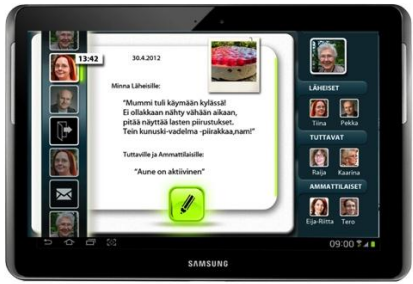 13:42
30.4.2012
Minna Läheisille:
"Mummi tuli käymään kylässä!
Ei ollakaan nähty vähään aikaan,
pitää näyttää lasten piirustukset.
Tein kunuski-vadelma -piirakkaa,nam!"
Tuttaville ja Ammattilaisille:
"Aune on aktiivinen"
LÄHEISET
Tiina Pekka
TUTTAVAT
Raija Kaarina
AMMATTILAISET
Eija-Riitta Tero
09:00
SAMSUNG